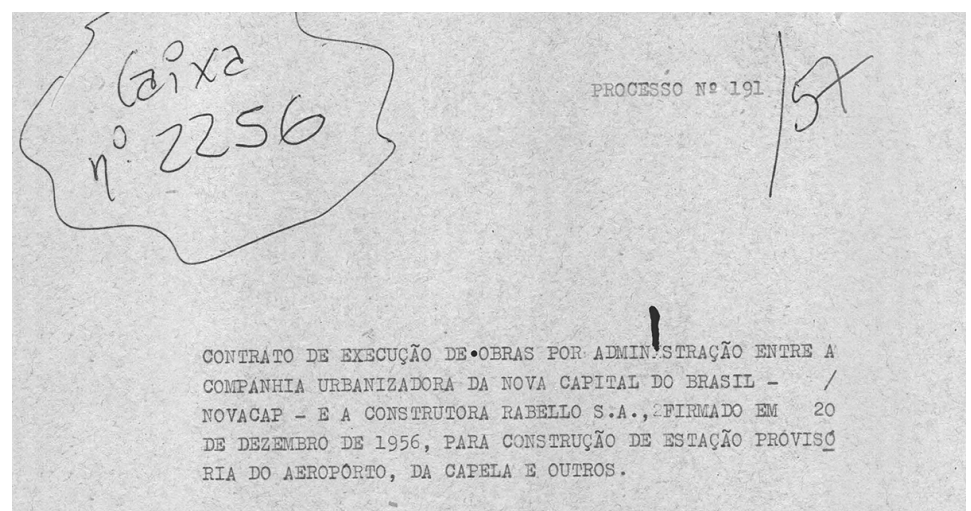 Caixa
nº 2256
PROCESSO Nº 191/57
CONTRATO DE EXECUÇÃO DE OBRAS POR ADMINISTRAÇÃO ENTRE A
COMPANHIA URBANIZADORA DA NOVA CAPITAL DO BRASIL - /
NOVACAP - E A CONSTRUTORA RABELLO S.A., FIRMADO EM 20
DE DEZEMBRO DE 1956, PARA CONSTRUÇÃO DE ESTAÇÃO PROVISÓ
RIA DO AEROPÔRTO, DA CAPELA E OUTROS.